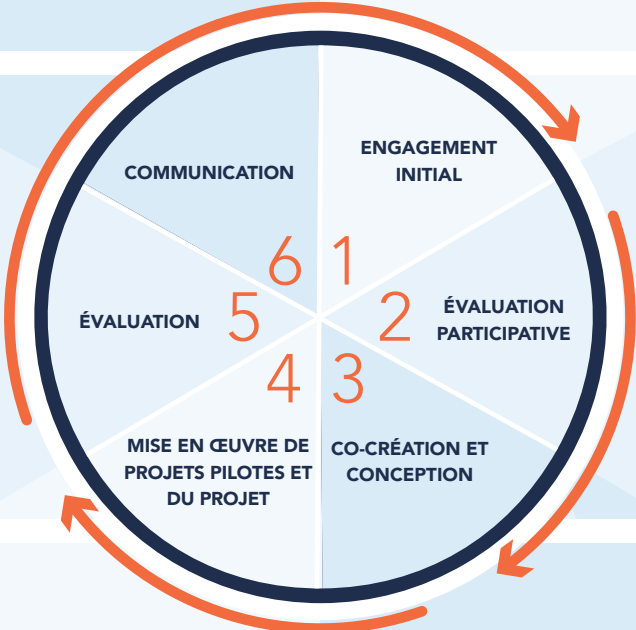 1
ENGAGEMENT
INITIAL
2
ÉVALUATION
PARTICIPATIVE
3
CO-CRÉATION ET
CONCEPTION
4
MISE EN ŒUVRE DE
PROJETS PILOTES ET
DU PROJET
5
ÉVALUATION
6
COMMUNICATION